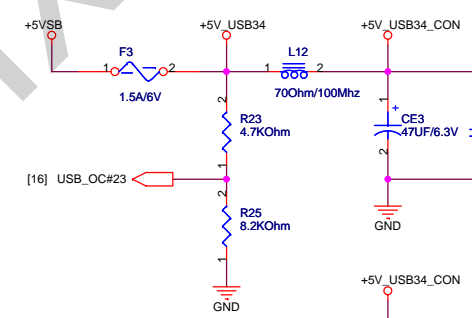 +5VSB +5V_USB34 +5V_USB34_CON
F3 L12
1 2 1 2
1.5A/6V 70Ohm/100Mhz
2 1 +
R23 CE3
4.7KOhm 47UF/6.3V
1 2
[16] USB_OC#23
2
R25
8.2KOhm GND
1
+5V_USB34_CON
GND